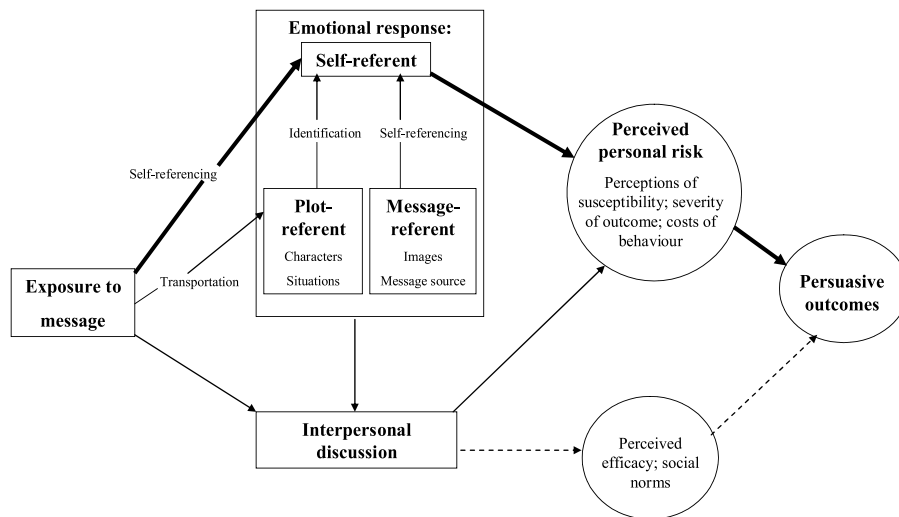 Emotional response:
Self-referent
Identification
Self-referencing
Self-referencing
Plot-
referent
Characters
Situations
Message-
referent
Images
Message source
Transportation
Exposure to
message
Interpersonal
discussion
Perceived
personal risk
Perceptions of
susceptibility; severity
of outcome; costs of
behaviour
Persuasive
outcomes
Perceived
efficacy; social
norms